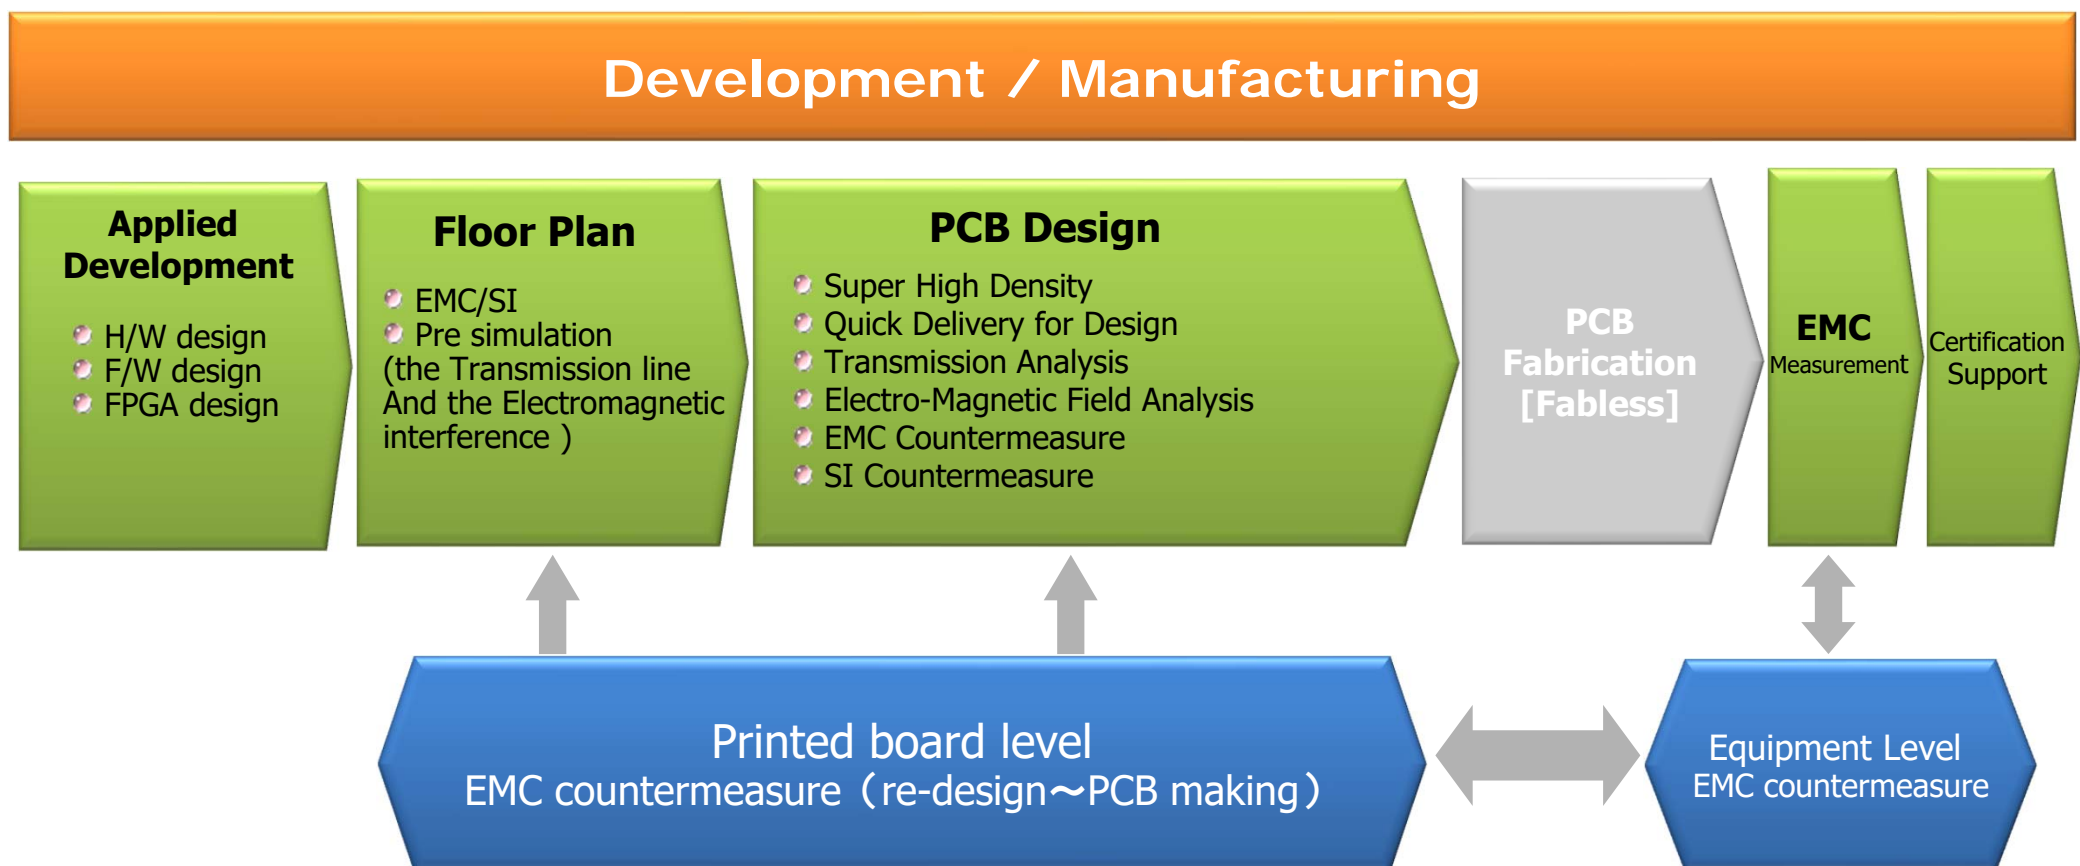 Development / Manufacturing
Applied
Development
H/W design
F/W design
FPGA design
Floor Plan
EMC/SI
Pre simulation
(the Transmission line
And the Electromagnetic
interference )
PCB Design
Super High Density
Quick Delivery for Design
Transmission Analysis
Electro-Magnetic Field Analysis
EMC Countermeasure
SI Countermeasure
PCB
Fabrication
[Fabless]
EMC
Measurement
Certification
Support
Printed board level
EMC countermeasure（re-design～PCB making）
Equipment Level
EMC countermeasure